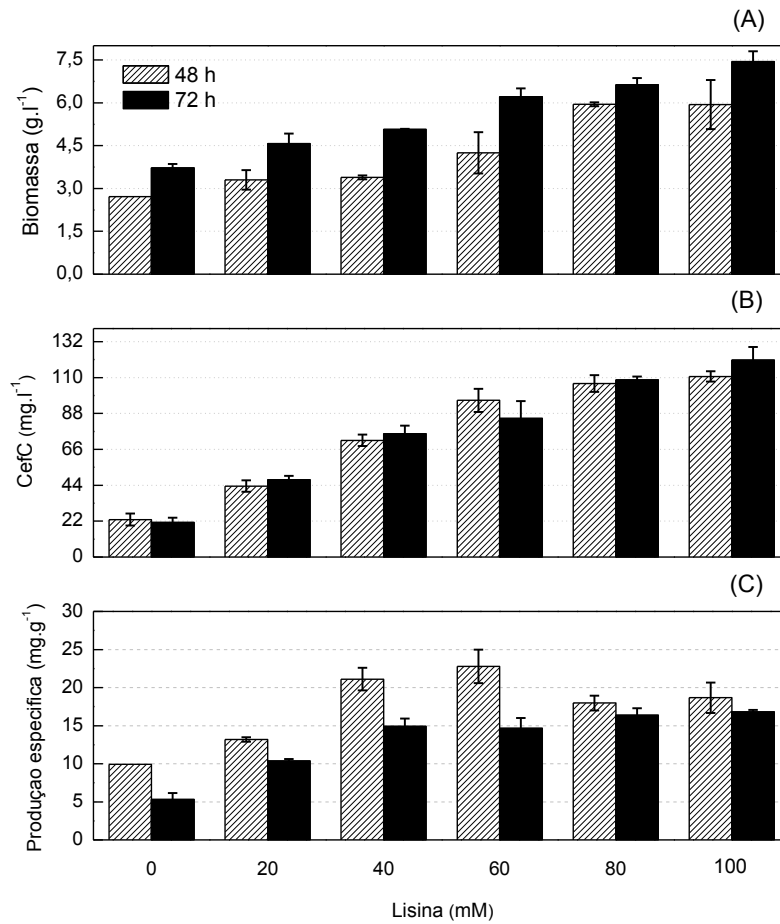 (A)
7,5
6,0
4,5
3,0
1,5
0,0
Biomassa (g.l⁻¹)
48 h
72 h
(B)
132
110
88
66
44
22
0
CefC (mg.l⁻¹)
(C)
30
25
20
15
10
5
0
Produçao especifica (mg.g⁻¹)
0 20 40 60 80 100
Lisina (mM)